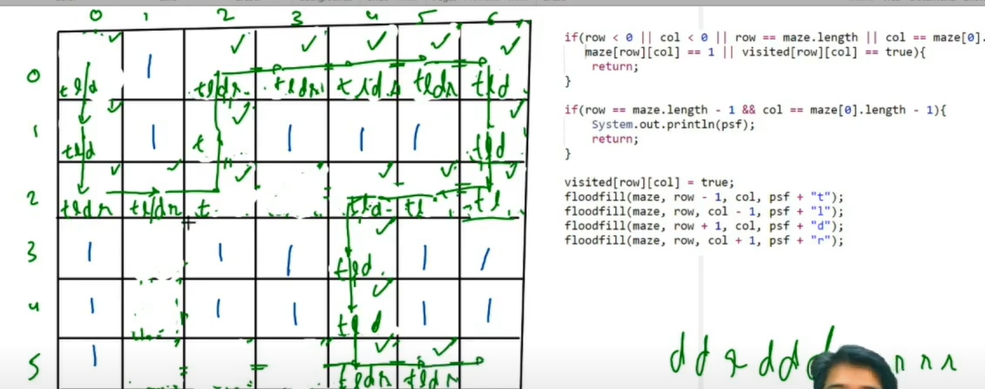 0 1 2 3 4 5 6
0 tld 1 tldr tldr tldr tld
1 tld 1 t 1 1 1 tld
2 tldr tldr t tld tl tl
3 1 1 1 tld 1 1
4 1 1 1 tld 1 1
5 1 tldr tldr
if(row < 0 || col < 0 || row == maze.length || col == maze[0].
maze[row][col] == 1 || visited[row][col] == true){
return;
}
if(row == maze.length - 1 && col == maze[0].length - 1){
System.out.println(psf);
return;
}
visited[row][col] = true;
floodfill(maze, row - 1, col, psf + "t");
floodfill(maze, row, col - 1, psf + "l");
floodfill(maze, row + 1, col, psf + "d");
floodfill(maze, row, col + 1, psf + "r");
d d r d d d r r r